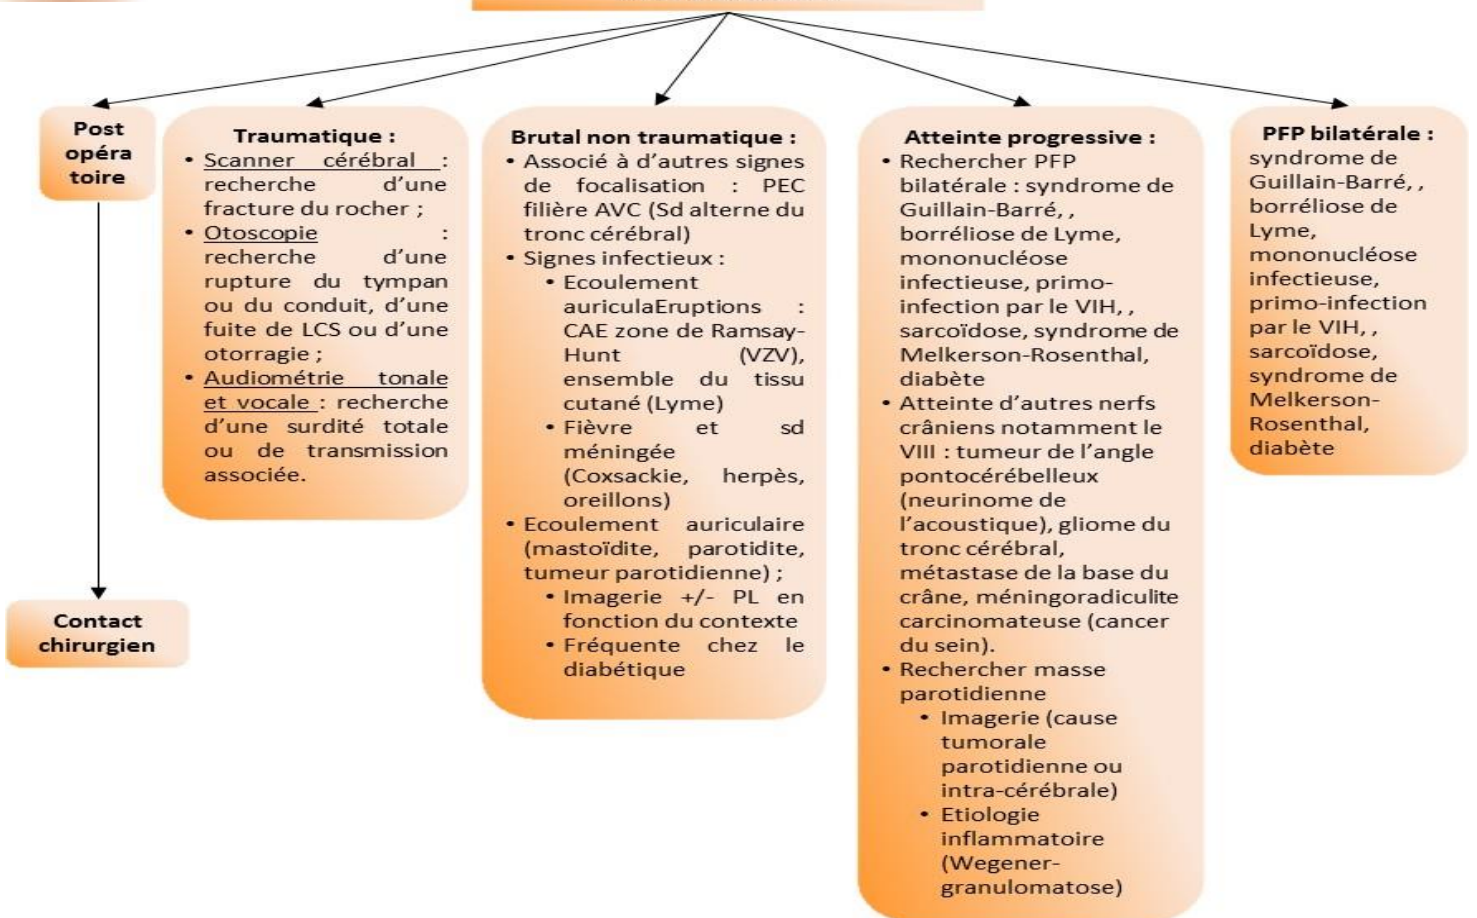 Post
opéra
toire
Contact
chirurgien
Traumatique :
• Scanner cérébral :
recherche d'une
fracture du rocher ;
• Otoscopie :
recherche d'une
rupture du tympan
ou du conduit, d'une
fuite de LCS ou d'une
otorragie ;
• Audiométrie tonale
et vocale : recherche
d'une surdité totale
ou de transmission
associée.
Brutal non traumatique :
• Associé à d'autres signes
de focalisation : PEC
filière AVC (Sd alterne du
tronc cérébral)
• Signes infectieux :
• Ecoulement
auriculaEruptions :
CAE zone de Ramsay-
Hunt (VZV),
ensemble du tissu
cutané (Lyme)
• Fièvre et sd
méningée
(Coxsackie, herpès,
oreillons)
• Ecoulement auriculaire
(mastoïdite, parotidite,
tumeur parotidienne) ;
• Imagerie +/- PL en
fonction du contexte
• Fréquente chez le
diabétique
Atteinte progressive :
• Rechercher PFP
bilatérale : syndrome de
Guillain-Barré, ,
borréliose de Lyme,
mononucléose
infectieuse, primo-
infection par le VIH, ,
sarcoïdose, syndrome de
Melkerson-Rosenthal,
diabète
• Atteinte d'autres nerfs
crâniens notamment le
VIII : tumeur de l'angle
pontocérébelleux
(neurinome de
l'acoustique), gliome du
tronc cérébral,
métastase de la base du
crâne, méningoradiculite
carcinomateuse (cancer
du sein).
• Rechercher masse
parotidienne
• Imagerie (cause
tumorale
parotidienne ou
intra-cérébrale)
• Etiologie
inflammatoire
(Wegener-
granulomatose)
PFP bilatérale :
syndrome de
Guillain-Barré, ,
borréliose de
Lyme,
mononucléose
infectieuse,
primo-infection
par le VIH, ,
sarcoïdose,
syndrome de
Melkerson-
Rosenthal,
diabète